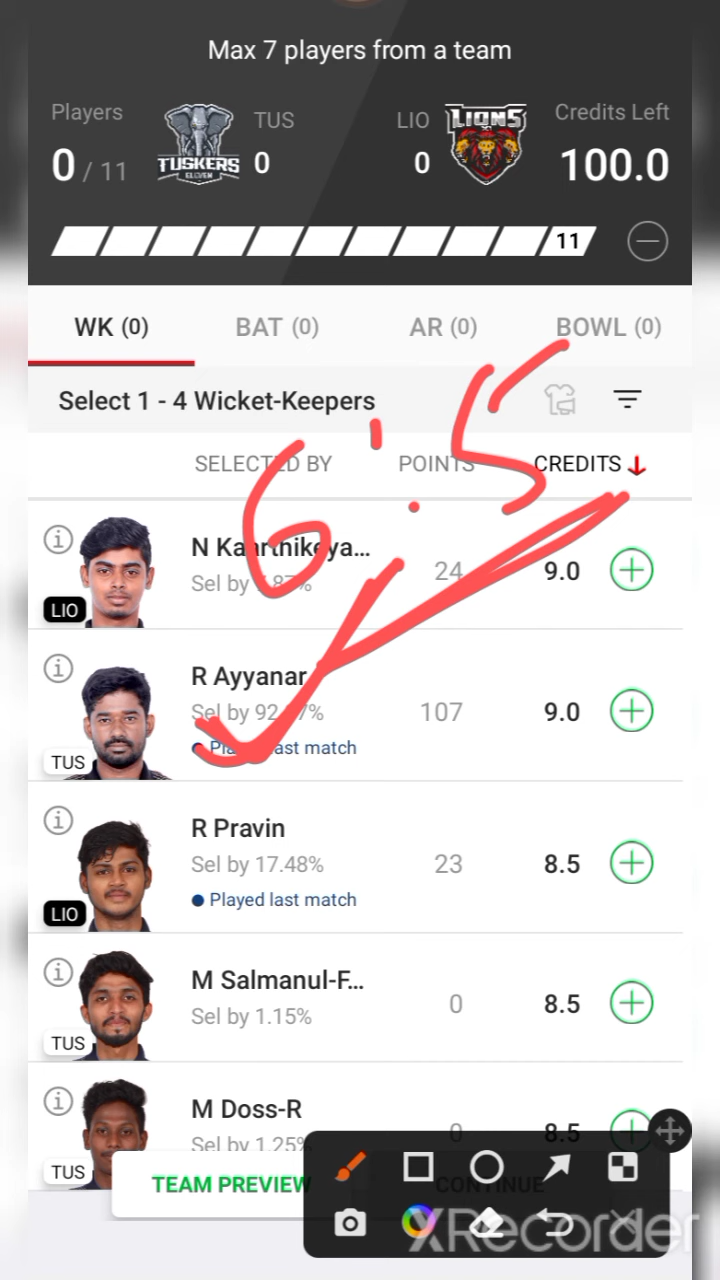 Max 7 players from a team
Players TUS LIO Credits Left
0 / 11 TUSKERS ELEVEN 0 0 LIONS 100.0
11
WK (0) BAT (0) AR (0) BOWL (0)
Select 1 - 4 Wicket-Keepers
6'.5
SELECTED BY POINTS CREDITS
N Kaarthikeya...
Sel by 87% 24 9.0
LIO
R Ayyanar
Sel by 107 9.0
Played last match
TUS
R Pravin
Sel by 17.48% 23 8.5
Played last match
LIO
M Salmanul-F...
Sel by 1.15% 0 8.5
TUS
M Doss-R
Sel by 1.25% 0 8.5
TUS
TEAM PREVIEW CONTINUE
XRecorder